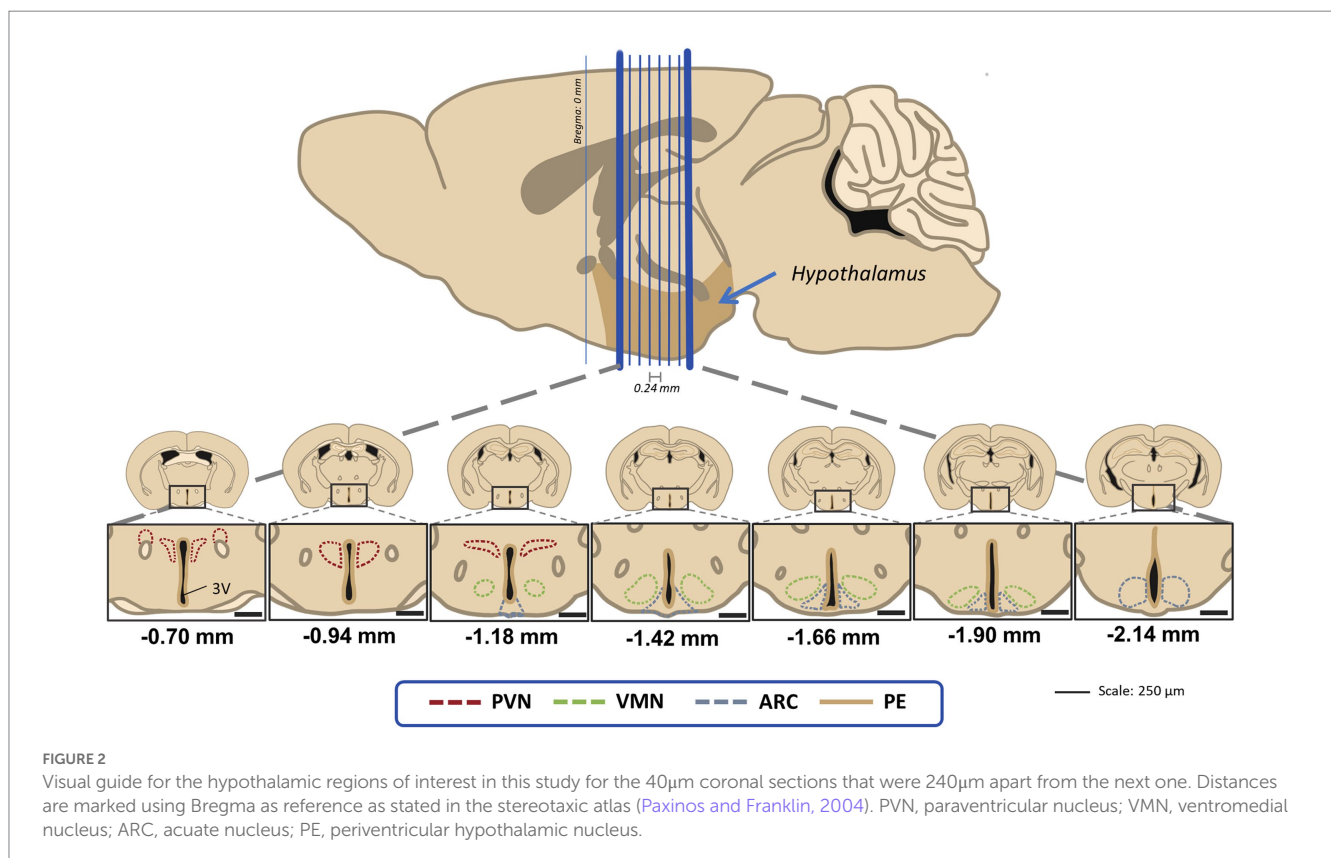 Bregma: 0 mm
Hypothalamus
0.24 mm
3V
-0.70 mm -0.94 mm -1.18 mm -1.42 mm -1.66 mm -1.90 mm -2.14 mm
PVN VMN ARC PE
Scale: 250 μm
FIGURE 2
Visual guide for the hypothalamic regions of interest in this study for the 40μm coronal sections that were 240μm apart from the next one. Distances
are marked using Bregma as reference as stated in the stereotaxic atlas (Paxinos and Franklin, 2004). PVN, paraventricular nucleus; VMN, ventromedial
nucleus; ARC, acuate nucleus; PE, periventricular hypothalamic nucleus.